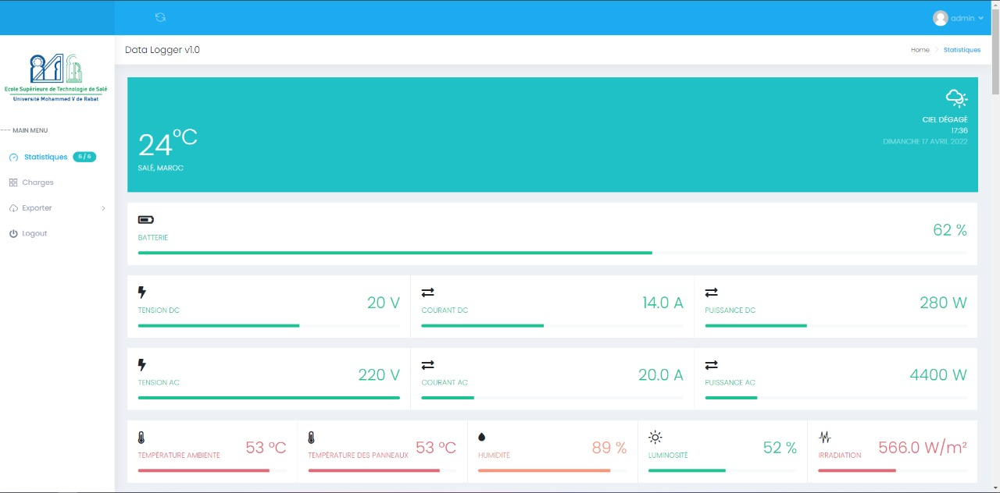 admin
Data Logger v1.0
Home > Statistiques
Ecole Supérieure de Technologie de Salé
Université Mohammed V de Rabat
--- MAIN MENU
Statistiques 6 / 6
Charges
Exporter
Logout
CIEL DÉGAGÉ
17:36
DIMANCHE 17 AVRIL 2022
24°C
SALÉ, MAROC
BATTERIE
62 %
TENSION DC
20 V
COURANT DC
14.0 A
PUISSANCE DC
280 W
TENSION AC
220 V
COURANT AC
20.0 A
PUISSANCE AC
4400 W
TEMPÉRATURE AMBIENTE
53 °C
TEMPÉRATURE DES PANNEAUX
53 °C
HUMIDITÉ
89 %
LUMINOSITÉ
52 %
IRRADIATION
566.0 W/m²